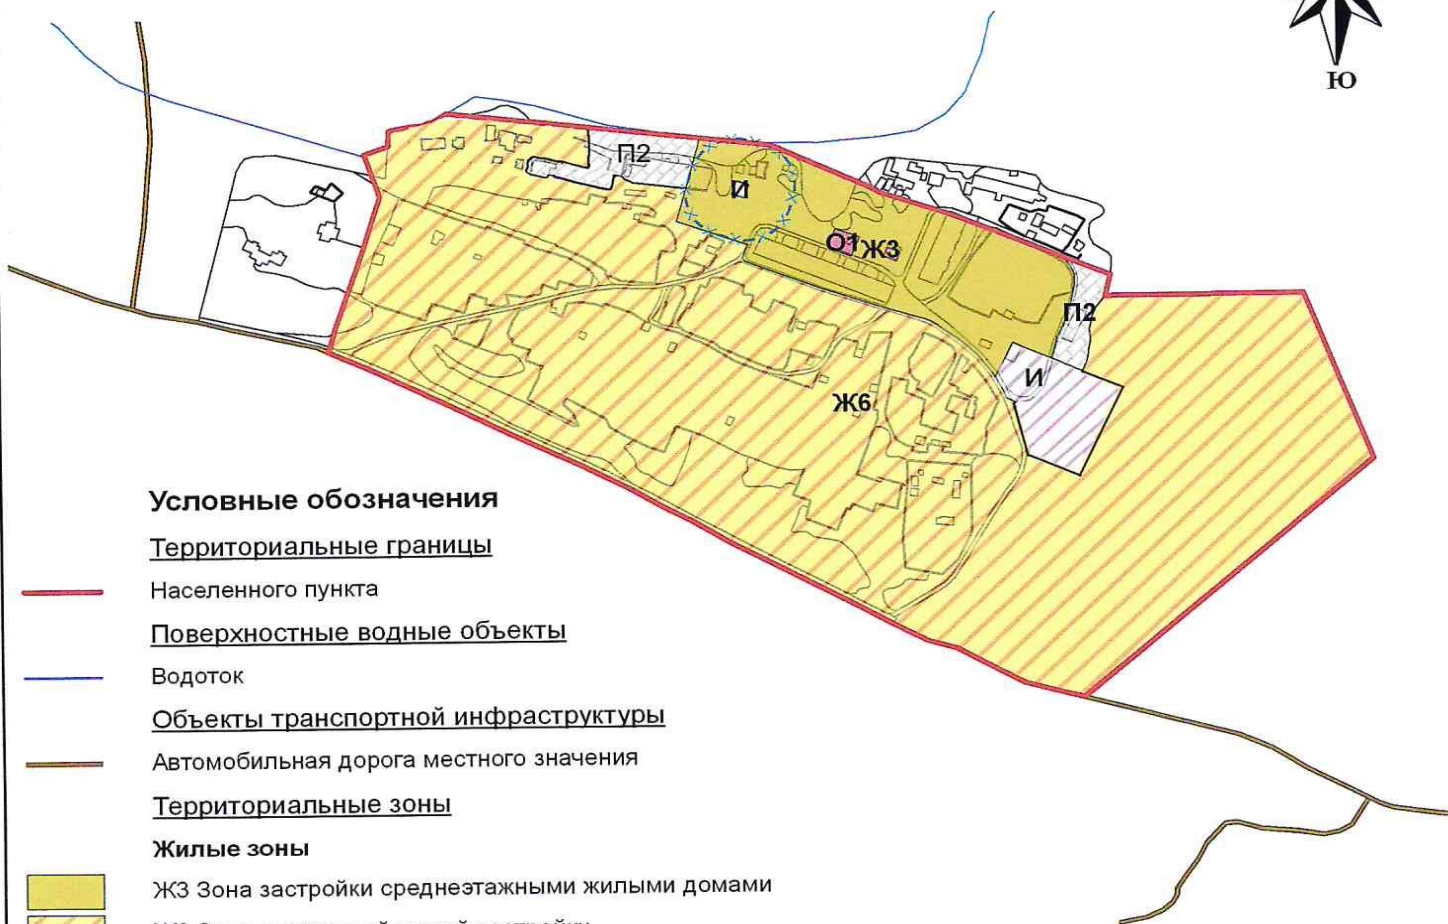 Ю
П2
И
О1
Ж3
П2
И
Ж6
Условные обозначения
Территориальные границы
Населенного пункта
Поверхностные водные объекты
Водоток
Объекты транспортной инфраструктуры
Автомобильная дорога местного значения
Территориальные зоны
Жилые зоны
Ж3 Зона застройки среднеэтажными жилыми домами